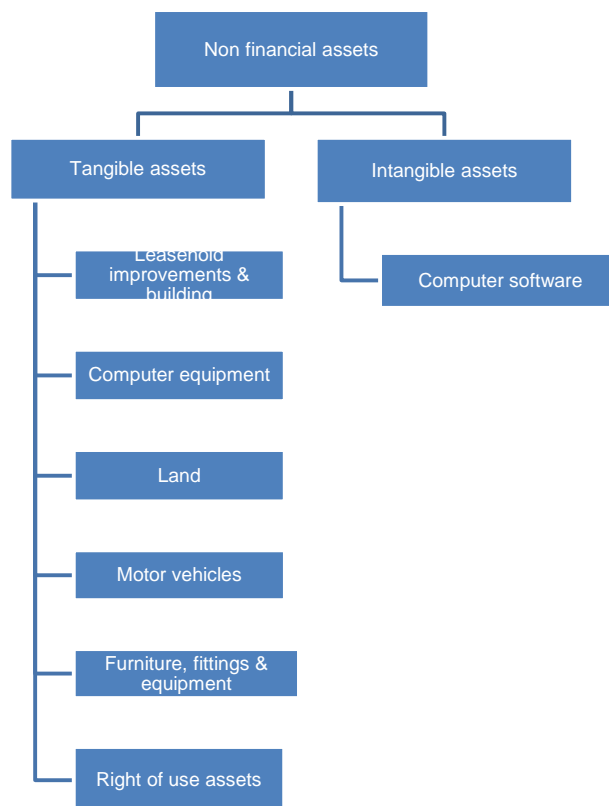 Non financial assets
Tangible assets
Intangible assets
Leasehold
improvements &
building
Computer software
Computer equipment
Land
Motor vehicles
Furniture, fittings &
equipment
Right of use assets